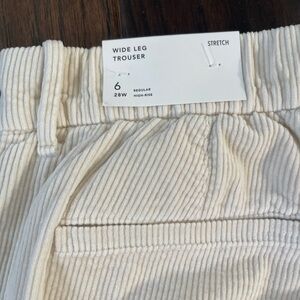 WIDE LEG
TROUSER
STRETCH
6
28W
REGULAR
HIGH-RISE